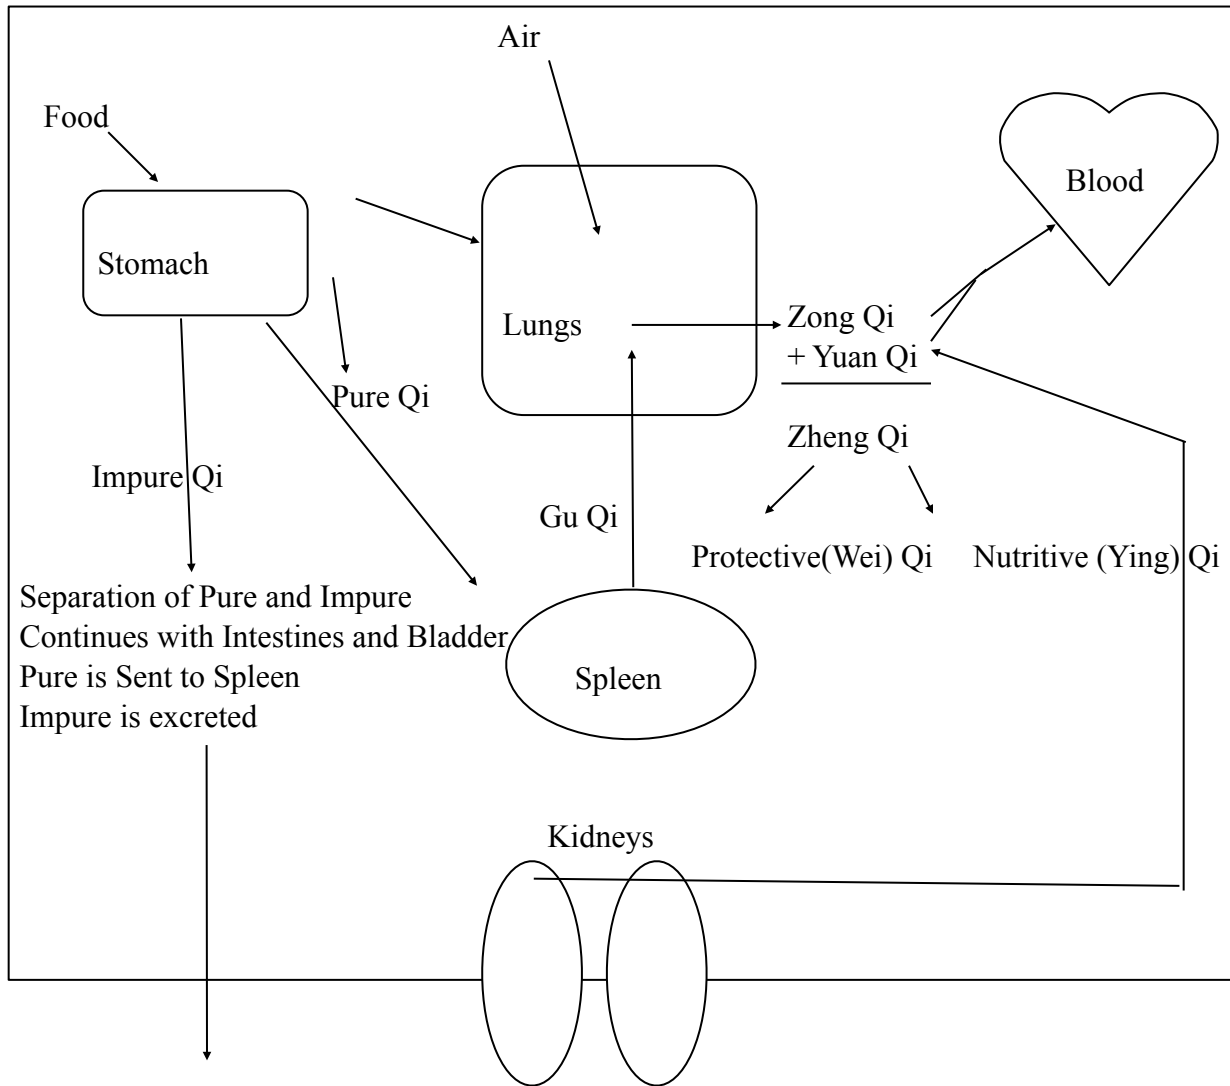 Air
Food
Blood
Stomach
Lungs
Zong Qi
+ Yuan Qi
Pure Qi
Zheng Qi
Impure Qi
Gu Qi
Protective(Wei) Qi
Nutritive (Ying) Qi
Separation of Pure and Impure
Continues with Intestines and Bladder
Pure is Sent to Spleen
Impure is excreted
Spleen
Kidneys